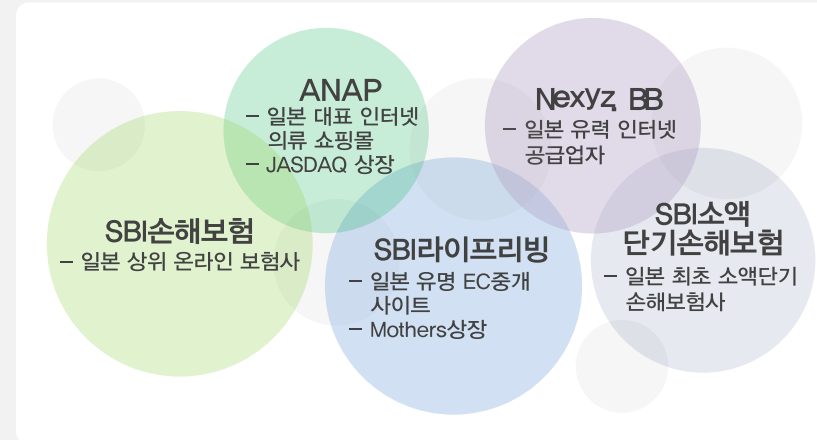 ANAP
– 일본 대표 인터넷
의류 쇼핑몰
– JASDAQ 상장
Nexyz, BB
– 일본 유력 인터넷
공급업자
SBI손해보험
– 일본 상위 온라인 보험사
SBI라이프리빙
– 일본 유명 EC중개
사이트
– Mothers상장
SBI소액
단기손해보험
– 일본 최초 소액단기
손해보험사